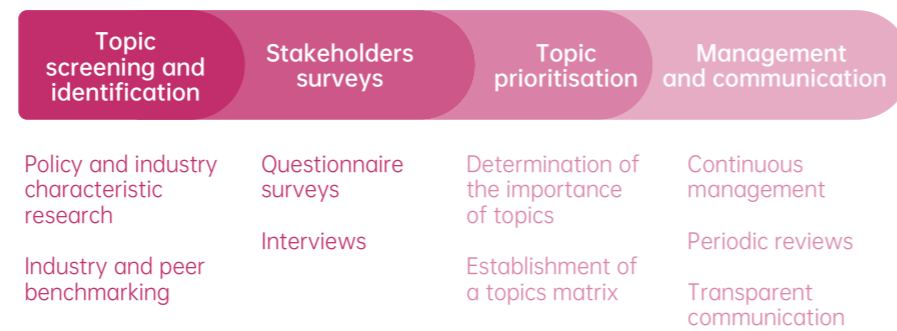 Topic
screening and
identification
Stakeholders
surveys
Topic
prioritisation
Management
and communication
Policy and industry
characteristic
research
Industry and peer
benchmarking
Questionnaire
surveys
Interviews
Determination of
the importance
of topics
Establishment of
a topics matrix
Continuous
management
Periodic reviews
Transparent
communication